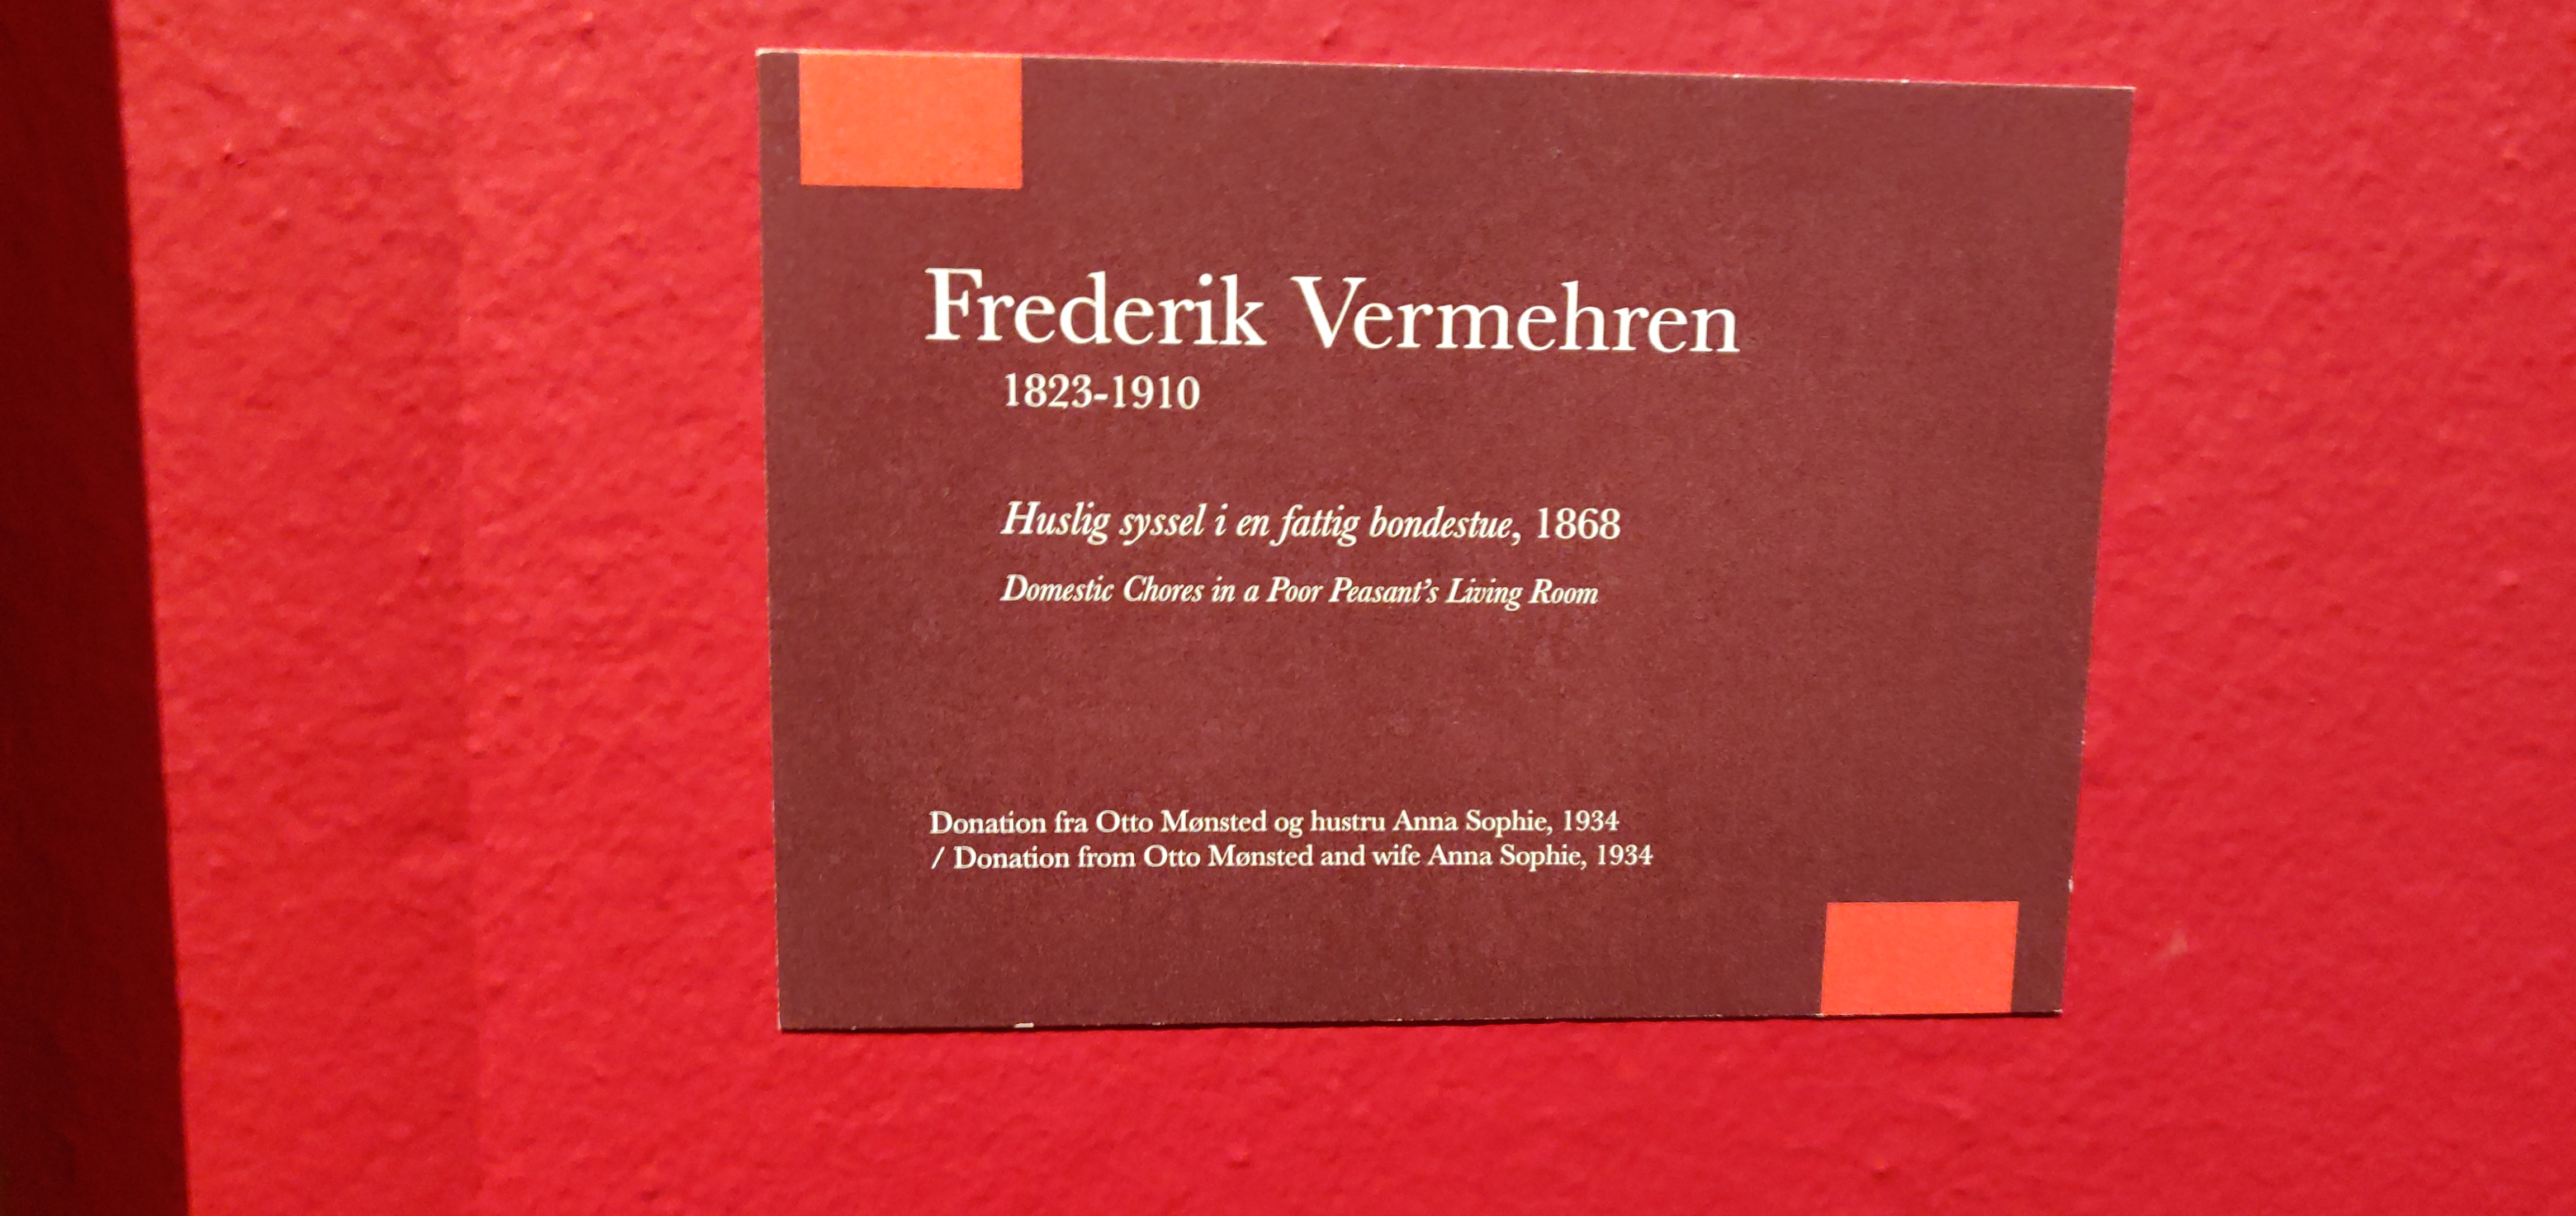 Frederik Vermehren
1823-1910
Huslig syssel i en fattig bondestue, 1868
Domestic Chores in a Poor Peasant’s Living Room
Donation fra Otto Mønsted og hustru Anna Sophie, 1934
/ Donation from Otto Mønsted and wife Anna Sophie, 1934